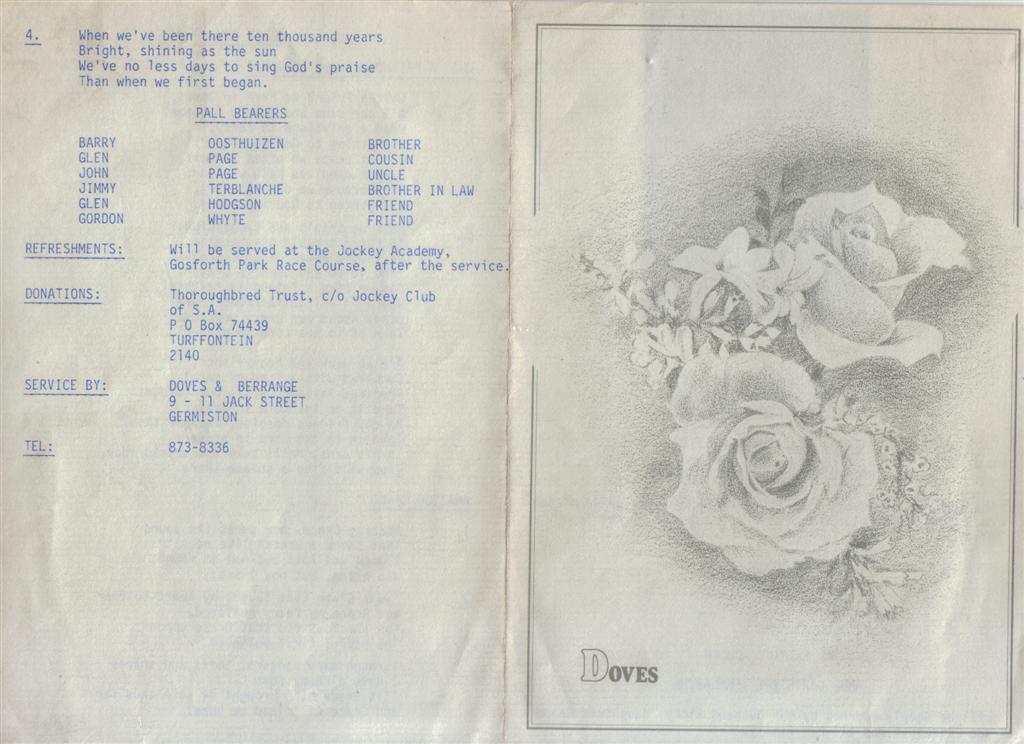 4. When we've been there ten thousand years
Bright, shining as the sun
We've no less days to sing God's praise
Than when we first began.
PALL BEARERS
BARRY OOSTHUIZEN BROTHER
GLEN PAGE COUSIN
JOHN PAGE UNCLE
JIMMY TERBLANCHE BROTHER IN LAW
GLEN HODGSON FRIEND
GORDON WHYTE FRIEND
REFRESHMENTS: Will be served at the Jockey Academy,
Gosforth Park Race Course, after the service.
DONATIONS: Thoroughbred Trust, c/o Jockey Club
of S.A.
P O Box 74439
TURFFONTEIN
2140
SERVICE BY: DOVES & BERRANGE
9 - 11 JACK STREET
GERMISTON
TEL: 873-8336
DOVES